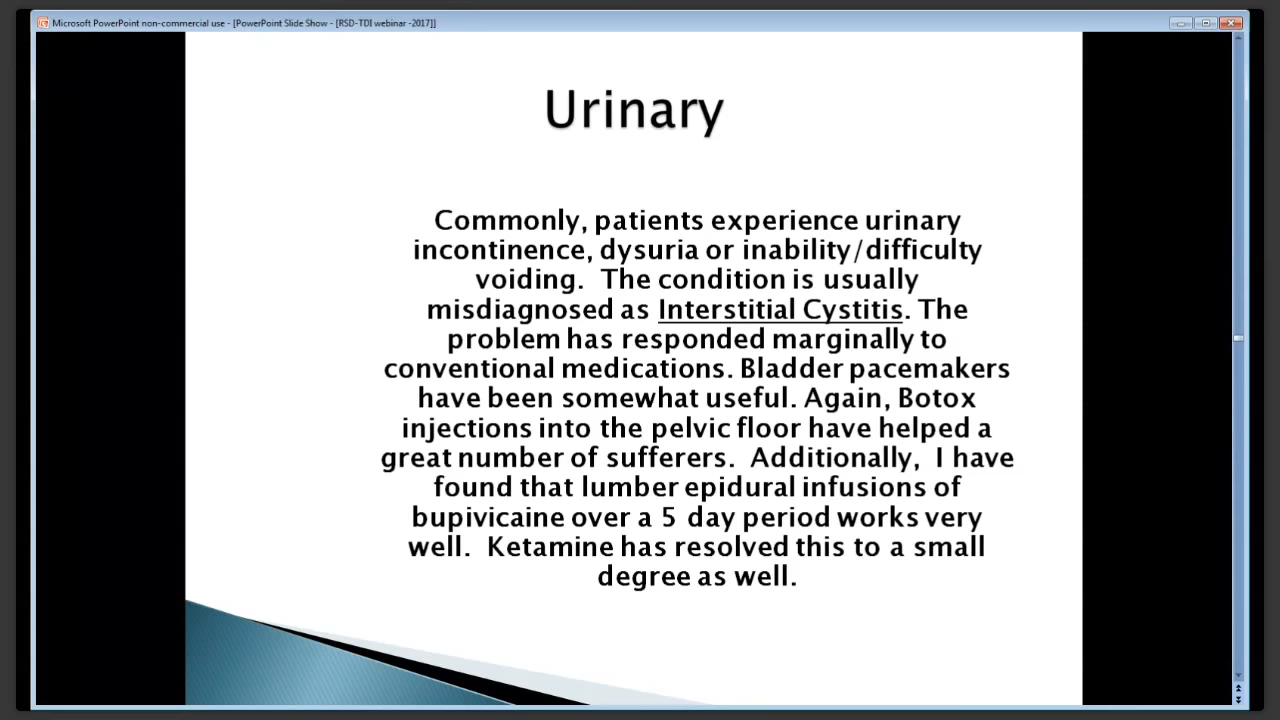 Microsoft PowerPoint non-commercial use - [PowerPoint Slide Show - [RSD-TDI webinar -2017]]
Urinary
Commonly, patients experience urinary
incontinence, dysuria or inability/difficulty
voiding. The condition is usually
misdiagnosed as Interstitial Cystitis. The
problem has responded marginally to
conventional medications. Bladder pacemakers
have been somewhat useful. Again, Botox
injections into the pelvic floor have helped a
great number of sufferers. Additionally, I have
found that lumber epidural infusions of
bupivicaine over a 5 day period works very
well. Ketamine has resolved this to a small
degree as well.